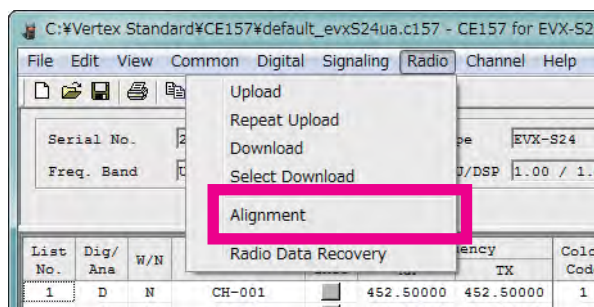 C:¥Vertex Standard¥CE157¥default_evxS24ua.c157 - CE157 for EVX-S2
File Edit View Common Digital Signaling Radio Channel Help
Upload
Repeat Upload
Serial No. 2 pe EVX-S24
Download
Freq. Band U J/DSP 1.00 / 1.
Select Download
Alignment
Radio Data Recovery
List Dig/ W/N ency Colo
No. Ana TX Cod
1 D N CH-001 452.50000 452.50000 1